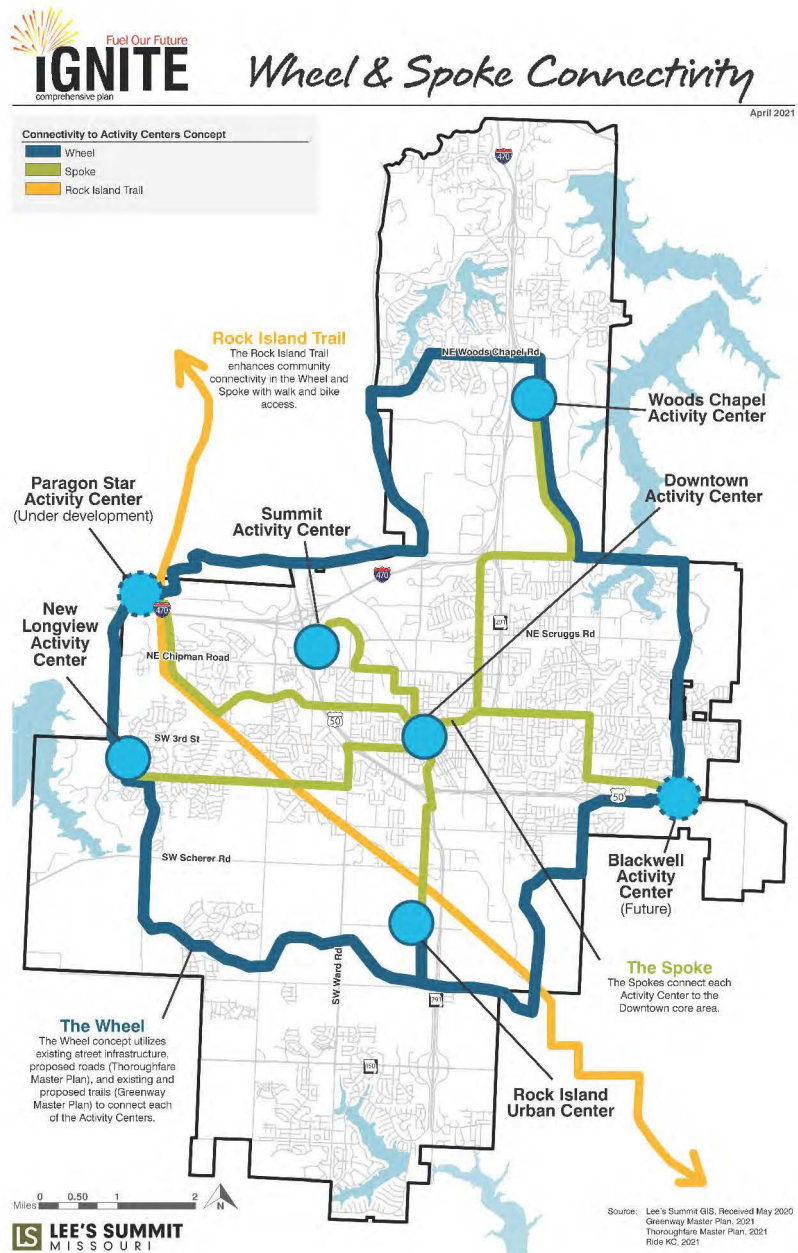 Fuel Our Future
iGNITE
comprehensive plan
Wheel & Spoke Connectivity
April 2021
Connectivity to Activity Centers Concept
Wheel
Spoke
Rock Island Trail
470
Rock Island Trail
The Rock Island Trail
enhances community
connectivity in the Wheel and
Spoke with walk and bike
access.
NE Woods Chapel Rd
Woods Chapel
Activity Center
Paragon Star
Activity Center
(Under development)
Summit
Activity Center
Downtown
Activity Center
470
New
Longview
Activity
Center
470
291
NE Scruggs Rd
NE Chipman Road
50
SW 3rd St
50
SW Scherer Rd
Blackwell
Activity
Center
(Future)
SW Ward Rd
The Spoke
The Spokes connect each
Activity Center to the
Downtown core area.
291
The Wheel
The Wheel concept utilizes
existing street infrastructure,
proposed roads (Thoroughfare
Master Plan), and existing and
proposed trails (Greenway
Master Plan) to connect each
of the Activity Centers.
150
Rock Island
Urban Center
Miles
0 0.50 1 2
N
LS LEE'S SUMMIT
MISSOURI
Source: Lee's Summit GIS, Received May 2020
Greenway Master Plan, 2021
Thoroughfare Master Plan, 2021
Ride KC, 2021